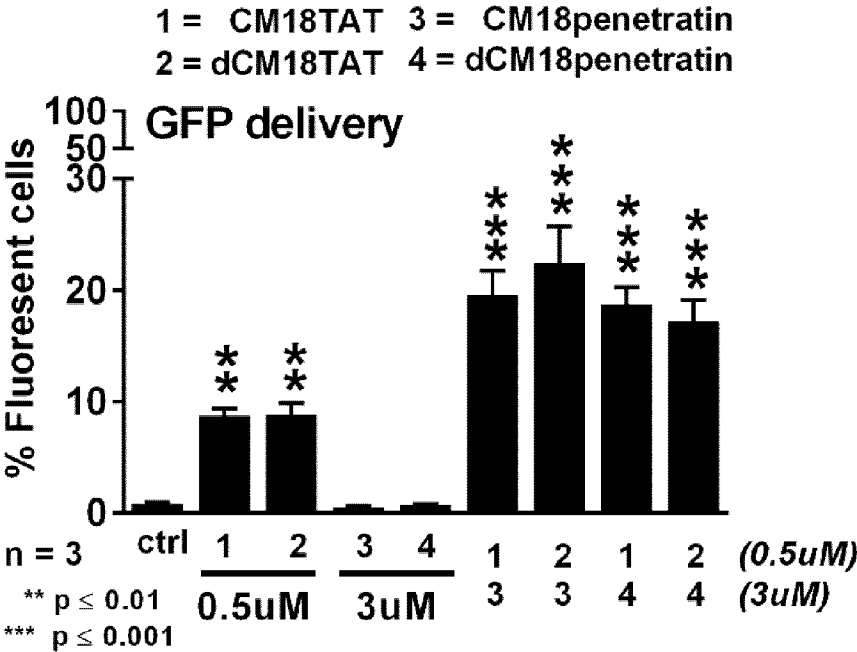 1 = CM18TAT 3 = CM18penetratin
2 = dCM18TAT 4 = dCM18penetratin
GFP delivery
% Fluoresent cells
100
50
30
20
10
0
** ** *** *** *** ***
n = 3 ctrl 1 2 3 4 1 2 1 2 (0.5uM)
0.5uM 3uM 3 3 4 4 (3uM)
** p ≤ 0.01
*** p ≤ 0.001